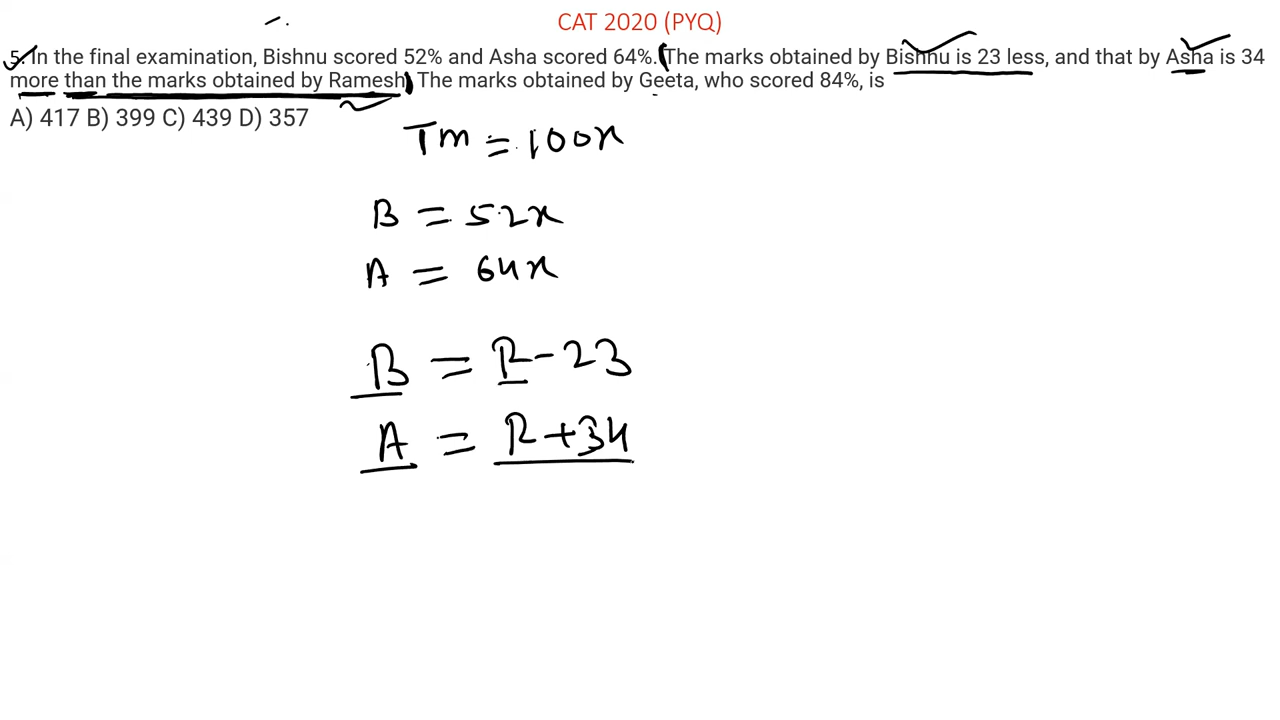 CAT 2020 (PYQ)
5. In the final examination, Bishnu scored 52% and Asha scored 64%. (The marks obtained by Bishnu is 23 less, and that by Asha is 34
more than the marks obtained by Ramesh) The marks obtained by Geeta, who scored 84%, is
A) 417 B) 399 C) 439 D) 357
Tm = 100x
B = 52x
A = 64x
B = R - 23
A = R + 34